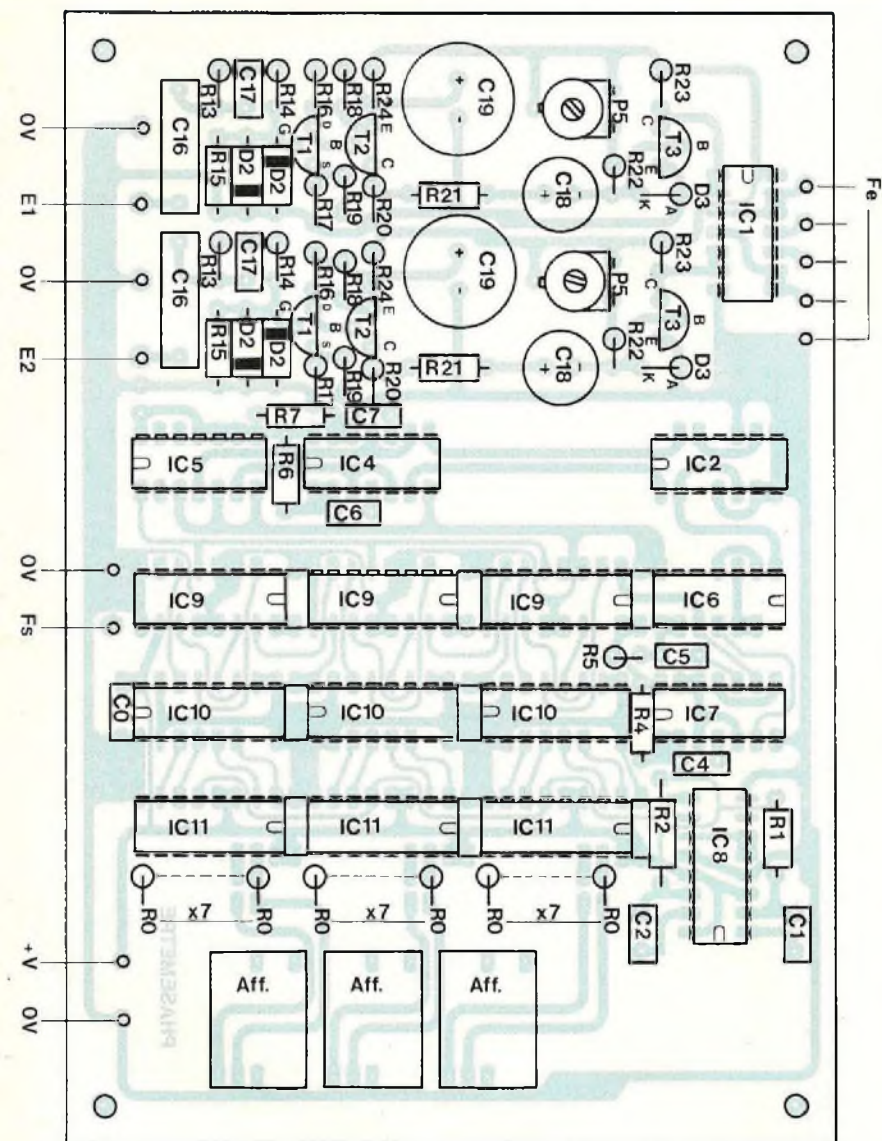 R13
C17
R14
R16
R18
R24
C19
+
-
P5
R23
Fe
0V
C16
G
D
T1
B
S
T2
E
C
C
T3
B
E
R15
D2
D2
R17
R19
R20
R21
C18
+
-
R22
K
A
D3
IC1
E1
R13
C17
R14
R16
R18
R24
C19
+
-
P5
R23
0V
C16
G
D
T1
B
S
T2
E
C
C
T3
B
E
R15
D2
D2
R17
R19
R20
R21
C18
+
-
R22
K
A
D3
E2
R7
C7
IC5
R6
IC4
IC2
C6
0V
IC9
IC9
IC9
IC6
Fs
R5
C5
C0
IC10
IC10
IC10
R4
IC7
C4
IC11
IC11
IC11
R2
IC8
R1
R0
x7
R0
R0
x7
R0
R0
x7
R0
C2
C1
+V
Aff.
Aff.
Aff.
0V
PHASEMETRE